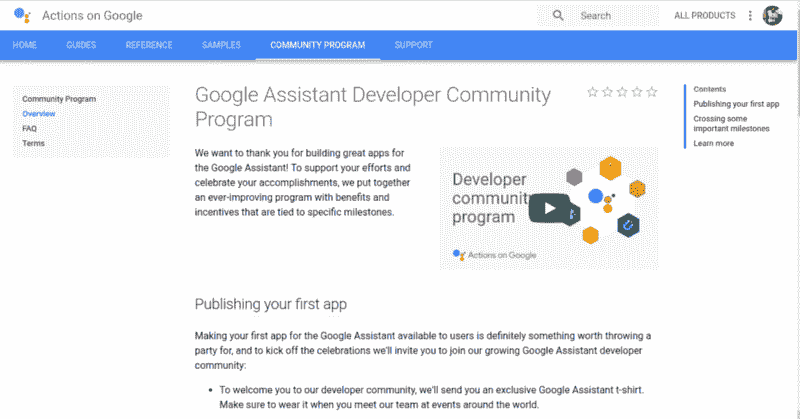 Actions on Google
Search
ALL PRODUCTS
HOME
GUIDES
REFERENCE
SAMPLES
COMMUNITY PROGRAM
SUPPORT
Community Program
Overview
FAQ
Terms
Google Assistant Developer Community
Program
We want to thank you for building great apps for
the Google Assistant! To support your efforts and
celebrate your accomplishments, we put together
an ever-improving program with benefits and
incentives that are tied to specific milestones.
Developer
community
program
Actions on Google
Contents
Publishing your first app
Crossing some
important milestones
Learn more
Publishing your first app
Making your first app for the Google Assistant available to users is definitely something worth throwing a
party for, and to kick off the celebrations we'll invite you to join our growing Google Assistant developer
community:
• To welcome you to our developer community, we'll send you an exclusive Google Assistant t-shirt.
Make sure to wear it when you meet our team at events around the world.